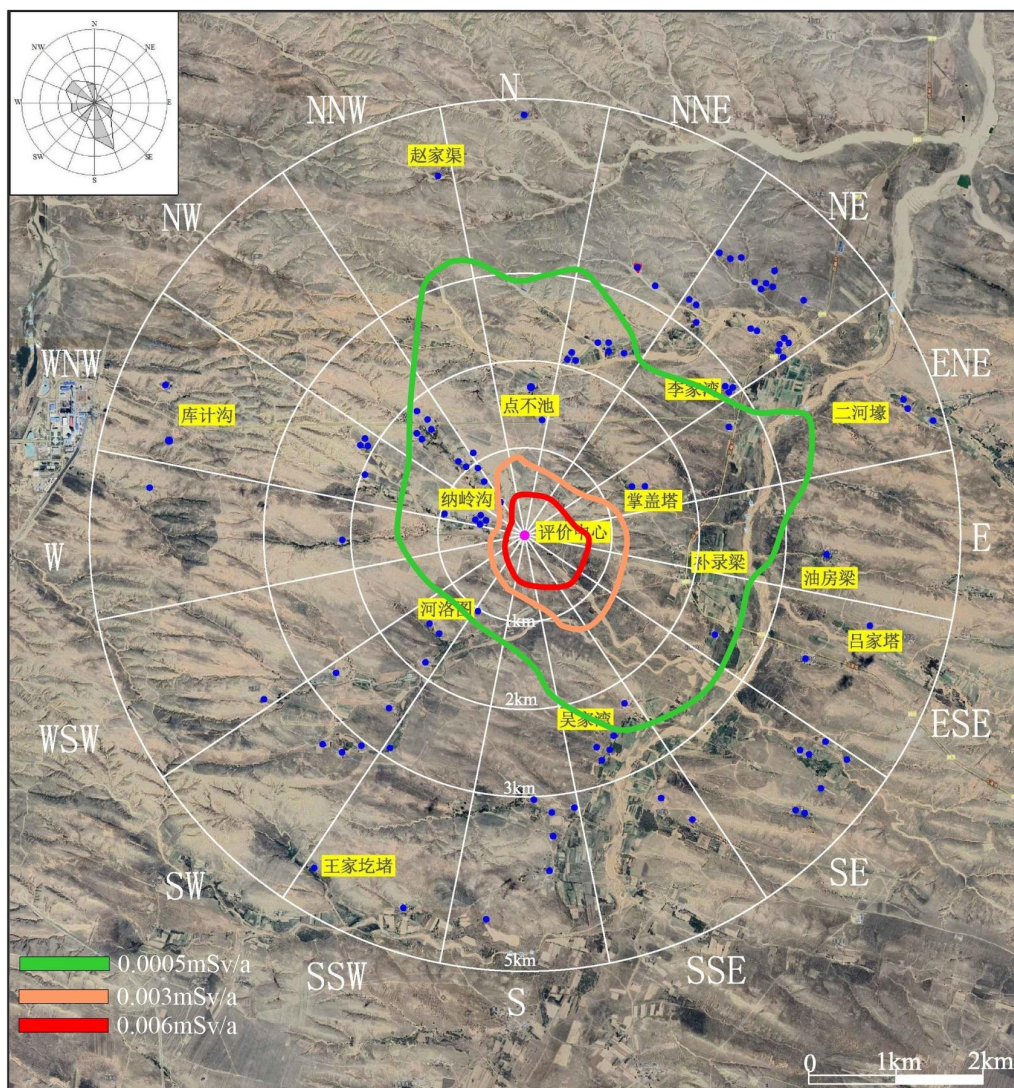 N
NW
NE
W
E
SW
SE
S
N
NNW
NNE
赵家渠
NW
NE
WNW
ENE
库计沟
点不池
李家湾
二河壕
纳岭沟
掌盖塔
评价中心
W
E
补录梁
油房梁
河洛图
吕家塔
1km
WSW
ESE
2km
吴家湾
3km
王家圪堵
SW
SE
5km
SSW
SSE
S
0.0005mSv/a
0.003mSv/a
0.006mSv/a
0 1km 2km